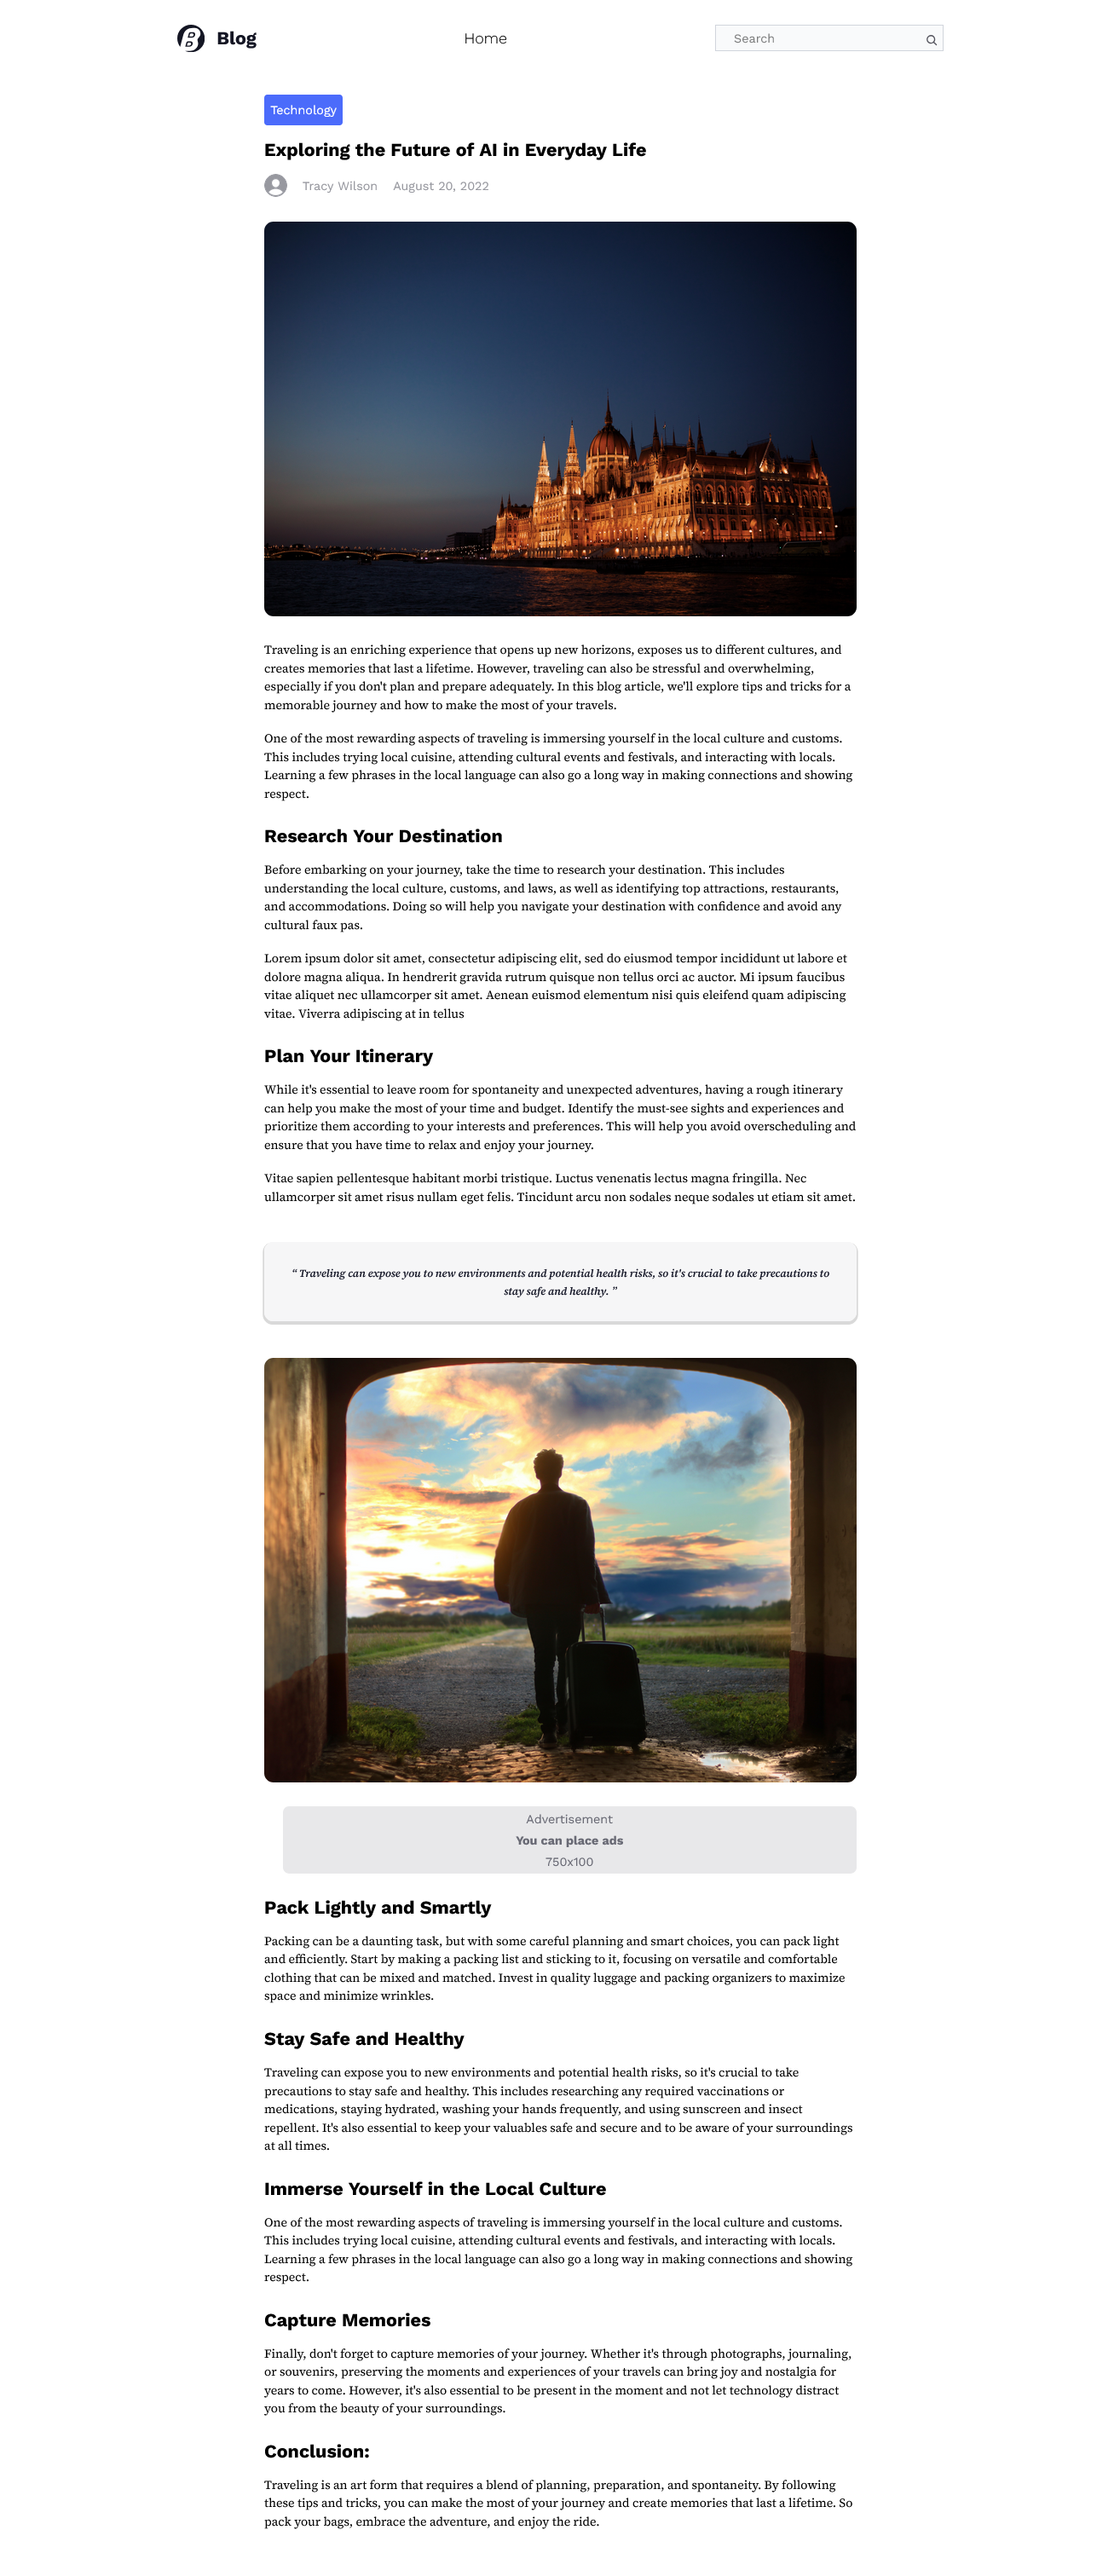 B Blog
Home
Search
Technology
Exploring the Future of AI in Everyday Life
Tracy Wilson August 20, 2022
Traveling is an enriching experience that opens up new horizons, exposes us to different cultures, and
creates memories that last a lifetime. However, traveling can also be stressful and overwhelming,
especially if you don't plan and prepare adequately. In this blog article, we'll explore tips and tricks for a
memorable journey and how to make the most of your travels.
One of the most rewarding aspects of traveling is immersing yourself in the local culture and customs.
This includes trying local cuisine, attending cultural events and festivals, and interacting with locals.
Learning a few phrases in the local language can also go a long way in making connections and showing
respect.
Research Your Destination
Before embarking on your journey, take the time to research your destination. This includes
understanding the local culture, customs, and laws, as well as identifying top attractions, restaurants,
and accommodations. Doing so will help you navigate your destination with confidence and avoid any
cultural faux pas.
Lorem ipsum dolor sit amet, consectetur adipiscing elit, sed do eiusmod tempor incididunt ut labore et
dolore magna aliqua. In hendrerit gravida rutrum quisque non tellus orci ac auctor. Mi ipsum faucibus
vitae aliquet nec ullamcorper sit amet. Aenean euismod elementum nisi quis eleifend quam adipiscing
vitae. Viverra adipiscing at in tellus
Plan Your Itinerary
While it's essential to leave room for spontaneity and unexpected adventures, having a rough itinerary
can help you make the most of your time and budget. Identify the must-see sights and experiences and
prioritize them according to your interests and preferences. This will help you avoid overscheduling and
ensure that you have time to relax and enjoy your journey.
Vitae sapien pellentesque habitant morbi tristique. Luctus venenatis lectus magna fringilla. Nec
ullamcorper sit amet risus nullam eget felis. Tincidunt arcu non sodales neque sodales ut etiam sit amet.
“ Traveling can expose you to new environments and potential health risks, so it's crucial to take precautions to
stay safe and healthy. ”
Advertisement
You can place ads
750x100
Pack Lightly and Smartly
Packing can be a daunting task, but with some careful planning and smart choices, you can pack light
and efficiently. Start by making a packing list and sticking to it, focusing on versatile and comfortable
clothing that can be mixed and matched. Invest in quality luggage and packing organizers to maximize
space and minimize wrinkles.
Stay Safe and Healthy
Traveling can expose you to new environments and potential health risks, so it's crucial to take
precautions to stay safe and healthy. This includes researching any required vaccinations or
medications, staying hydrated, washing your hands frequently, and using sunscreen and insect
repellent. It's also essential to keep your valuables safe and secure and to be aware of your surroundings
at all times.
Immerse Yourself in the Local Culture
One of the most rewarding aspects of traveling is immersing yourself in the local culture and customs.
This includes trying local cuisine, attending cultural events and festivals, and interacting with locals.
Learning a few phrases in the local language can also go a long way in making connections and showing
respect.
Capture Memories
Finally, don't forget to capture memories of your journey. Whether it's through photographs, journaling,
or souvenirs, preserving the moments and experiences of your travels can bring joy and nostalgia for
years to come. However, it's also essential to be present in the moment and not let technology distract
you from the beauty of your surroundings.
Conclusion:
Traveling is an art form that requires a blend of planning, preparation, and spontaneity. By following
these tips and tricks, you can make the most of your journey and create memories that last a lifetime. So
pack your bags, embrace the adventure, and enjoy the ride.